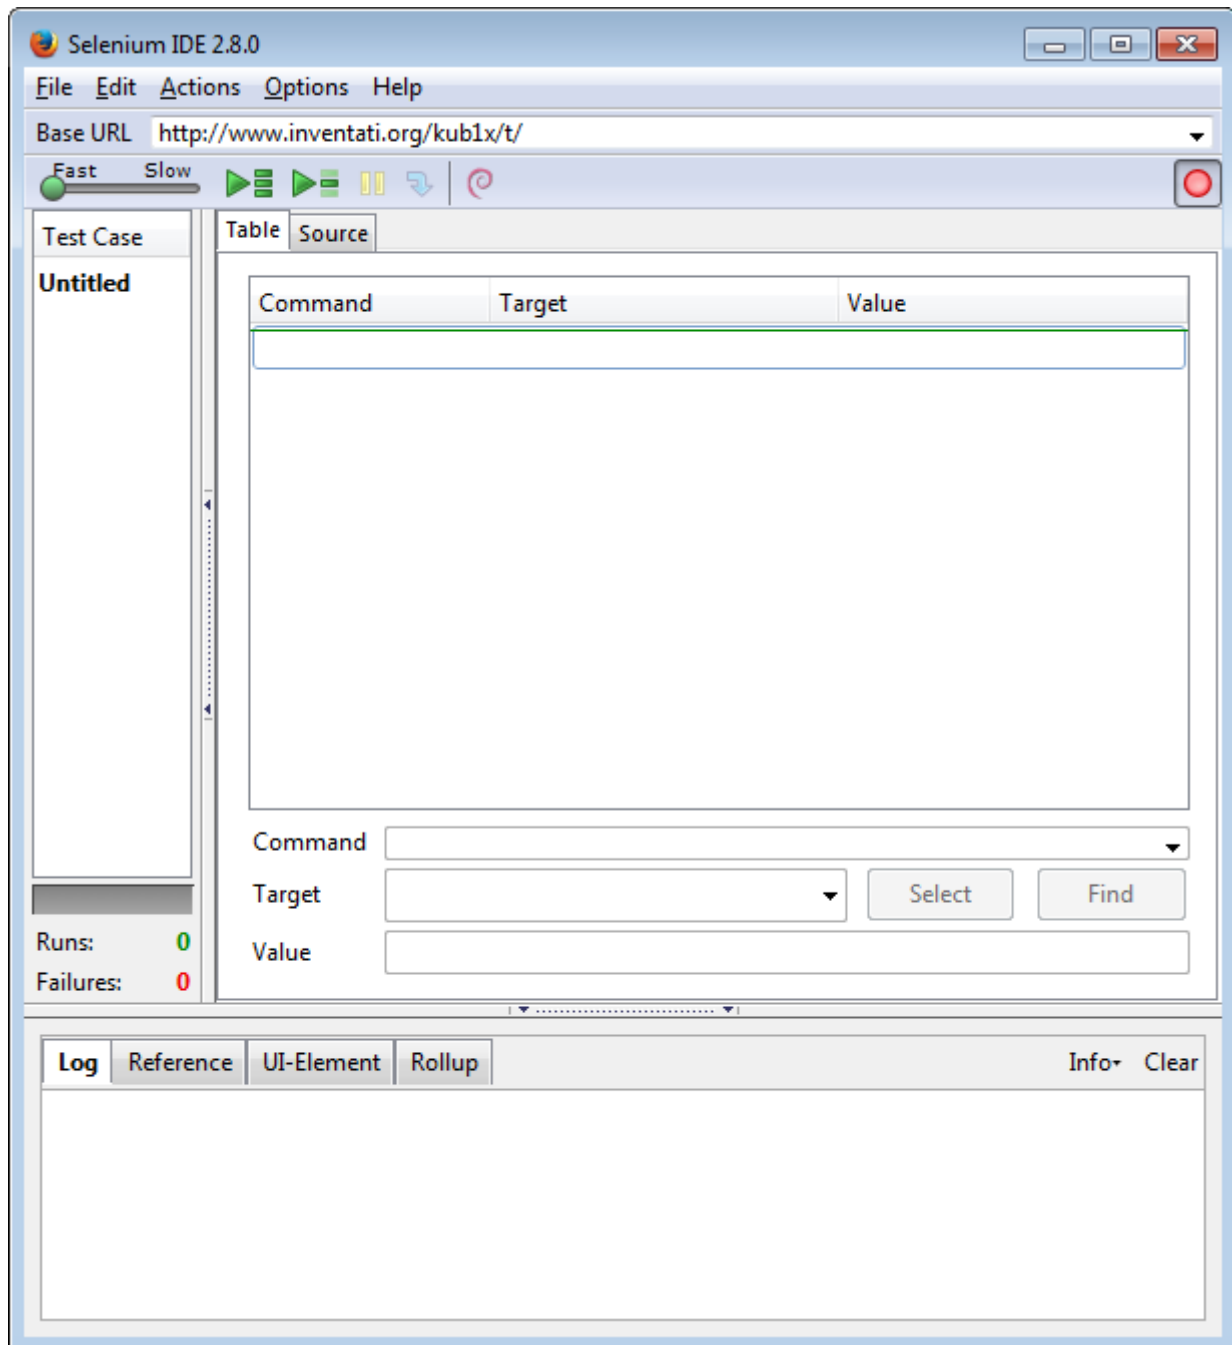 Selenium IDE 2.8.0
File Edit Actions Options Help
Base URL http://www.inventati.org/kub1x/t/
Fast Slow
Test Case
Table Source
Untitled
Command Target Value
Command
Target Select Find
Runs: 0
Value
Failures: 0
Log Reference UI-Element Rollup Info Clear